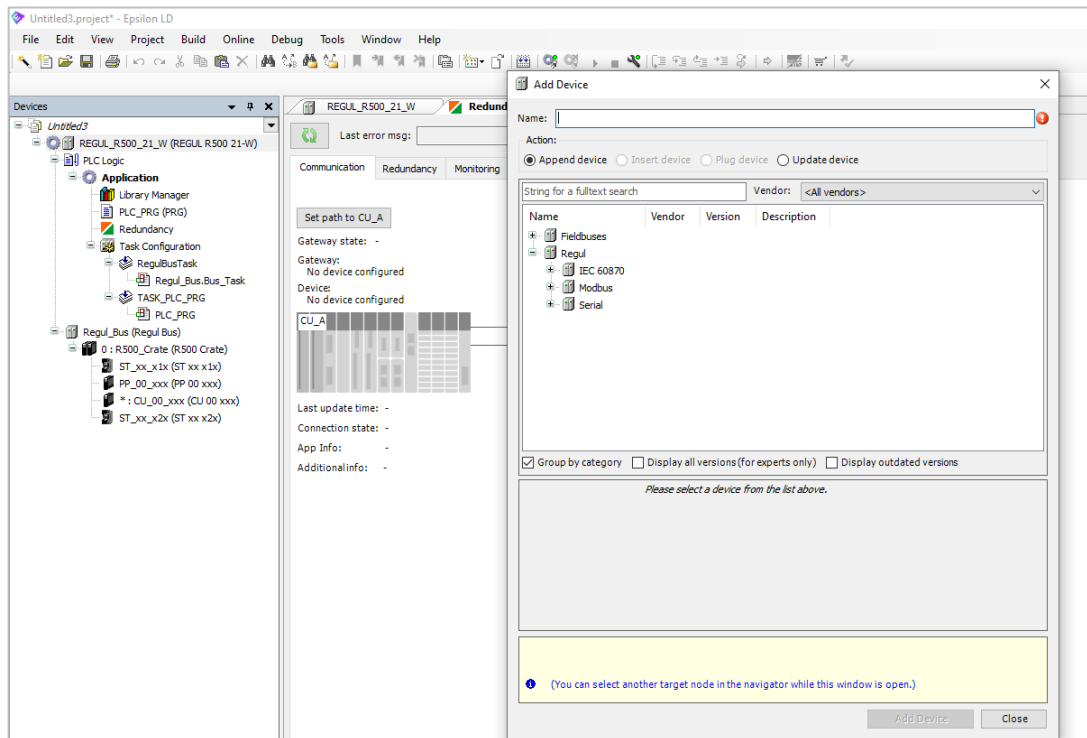 Untitled3.project* - Epsilon LD
File Edit View Project Build Online Debug Tools Window Help
Devices
Untitled3
REGUL_R500_21_W (REGUL R500 21-W)
PLC Logic
Application
Library Manager
PLC_PRG (PRG)
Redundancy
Task Configuration
RegulBusTask
Regul_Bus.Bus_Task
TASK_PLC_PRG
PLC_PRG
Regul_Bus (Regul Bus)
0 : R500_Crate (R500 Crate)
ST_xx_x1x (ST xx x1x)
PP_00_xxx (PP 00 xxx)
* : CU_00_xxx (CU 00 xxx)
ST_xx_x2x (ST xx x2x)
REGUL_R500_21_W Redund
Last error msg:
Communication Redundancy Monitoring
Set path to CU_A
Gateway state: -
Gateway:
No device configured
Device:
No device configured
CU_A
Last update time: -
Connection state: -
App Info: -
Additionalinfo: -
Add Device
Name:
Action:
Append device Insert device Plug device Update device
String for a fulltext search Vendor: <All vendors>
Name Vendor Version Description
Fieldbuses
Regul
IEC 60870
Modbus
Serial
Group by category Display all versions (for experts only) Display outdated versions
Please select a device from the list above.
(You can select another target node in the navigator while this window is open.)
Add Device Close